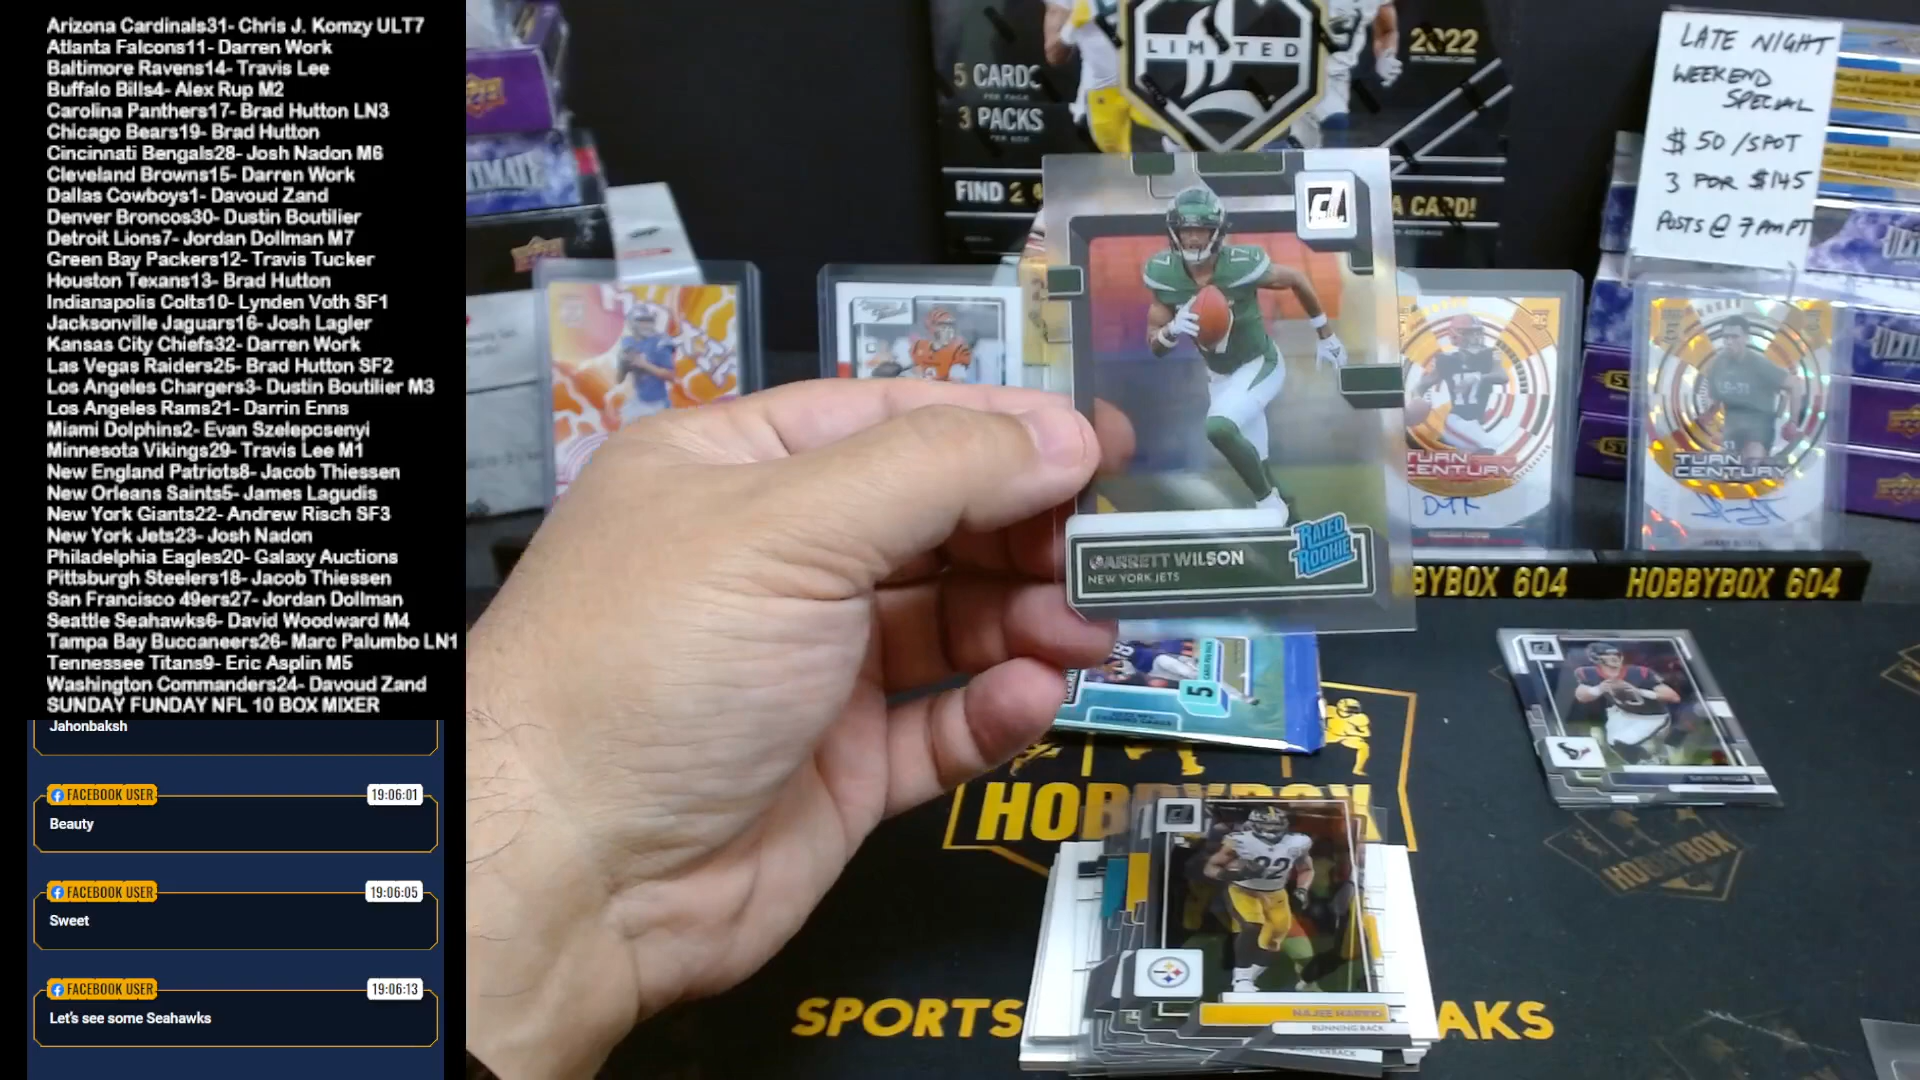 Arizona Cardinals31- Chris J. Komzy ULT7
Atlanta Falcons11- Darren Work
Baltimore Ravens14- Travis Lee
Buffalo Bills4- Alex Rup M2
Carolina Panthers17- Brad Hutton LN3
Chicago Bears19- Brad Hutton
Cincinnati Bengals28- Josh Nadon M6
Cleveland Browns15- Darren Work
Dallas Cowboys1- Davoud Zand
Denver Broncos30- Dustin Boutilier
Detroit Lions7- Jordan Dollman M7
Green Bay Packers12- Travis Tucker
Houston Texans13- Brad Hutton
Indianapolis Colts10- Lynden Voth SF1
Jacksonville Jaguars16- Josh Lagler
Kansas City Chiefs32- Darren Work
Las Vegas Raiders25- Brad Hutton SF2
Los Angeles Chargers3- Dustin Boutilier M3
Los Angeles Rams21- Darrin Enns
Miami Dolphins2- Evan Szelepcsenyi
Minnesota Vikings29- Travis Lee M1
New England Patriots8- Jacob Thiessen
New Orleans Saints5- James Lagudis
New York Giants22- Andrew Risch SF3
New York Jets23- Josh Nadon
Philadelphia Eagles20- Galaxy Auctions
Pittsburgh Steelers18- Jacob Thiessen
San Francisco 49ers27- Jordan Dollman
Seattle Seahawks6- David Woodward M4
Tampa Bay Buccaneers26- Marc Palumbo LN1
Tennessee Titans9- Eric Asplin M5
Washington Commanders24- Davoud Zand
SUNDAY FUNDAY NFL 10 BOX MIXER
Jahonbaksh
FACEBOOK USER 19:06:01
Beauty
FACEBOOK USER 19:06:05
Sweet
FACEBOOK USER 19:06:13
Let's see some Seahawks
LIMITED
2022
5 CARDS
3 PACKS
FIND 2
A CARD!
LATE NIGHT
WEEKEND
SPECIAL
$50/SPOT
3 FOR $145
POSTS @ 7PM PT
GARRETT WILSON
NEW YORK JETS
RATED
ROOKIE
17
TURN
CENTURY
TURN
CENTURY
HOBBYBOX 604
5
HOBBYBOX
NAJEE HARRIS
RUNNING BACK
SPORTS
AKS